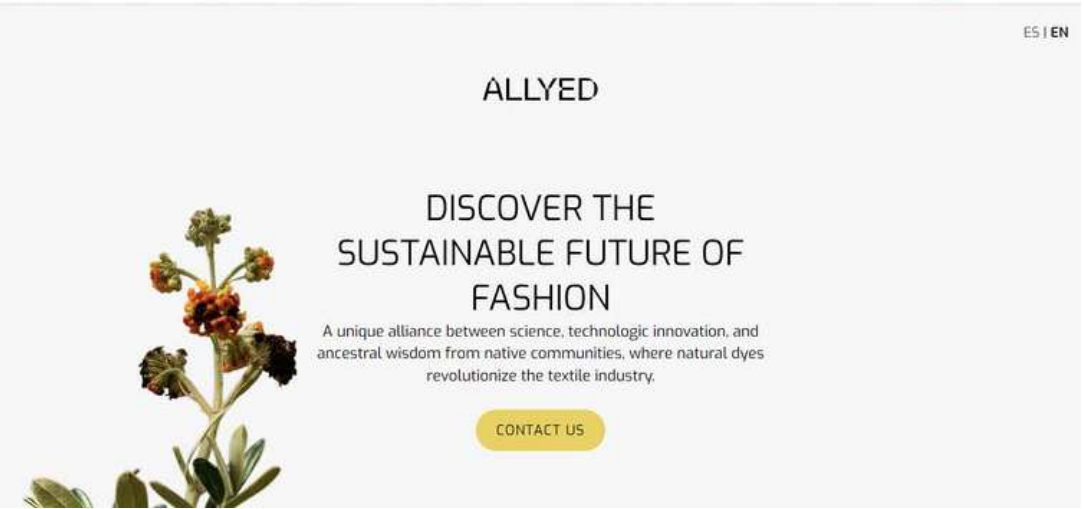 ES | EN
ALLYED
DISCOVER THE
SUSTAINABLE FUTURE OF
FASHION
A unique alliance between science, technologic innovation, and
ancestral wisdom from native communities, where natural dyes
revolutionize the textile industry.
CONTACT US